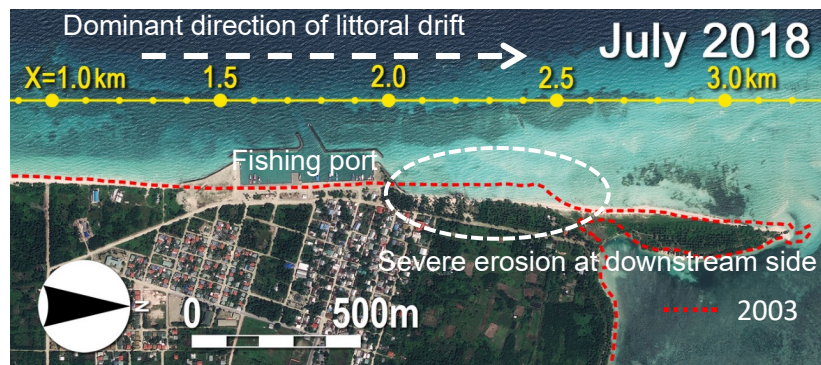 Dominant direction of littoral drift
July 2018
X=1.0 km 1.5 2.0 2.5 3.0 km
Fishing port
Severe erosion at downstream side
N
0 500m
2003